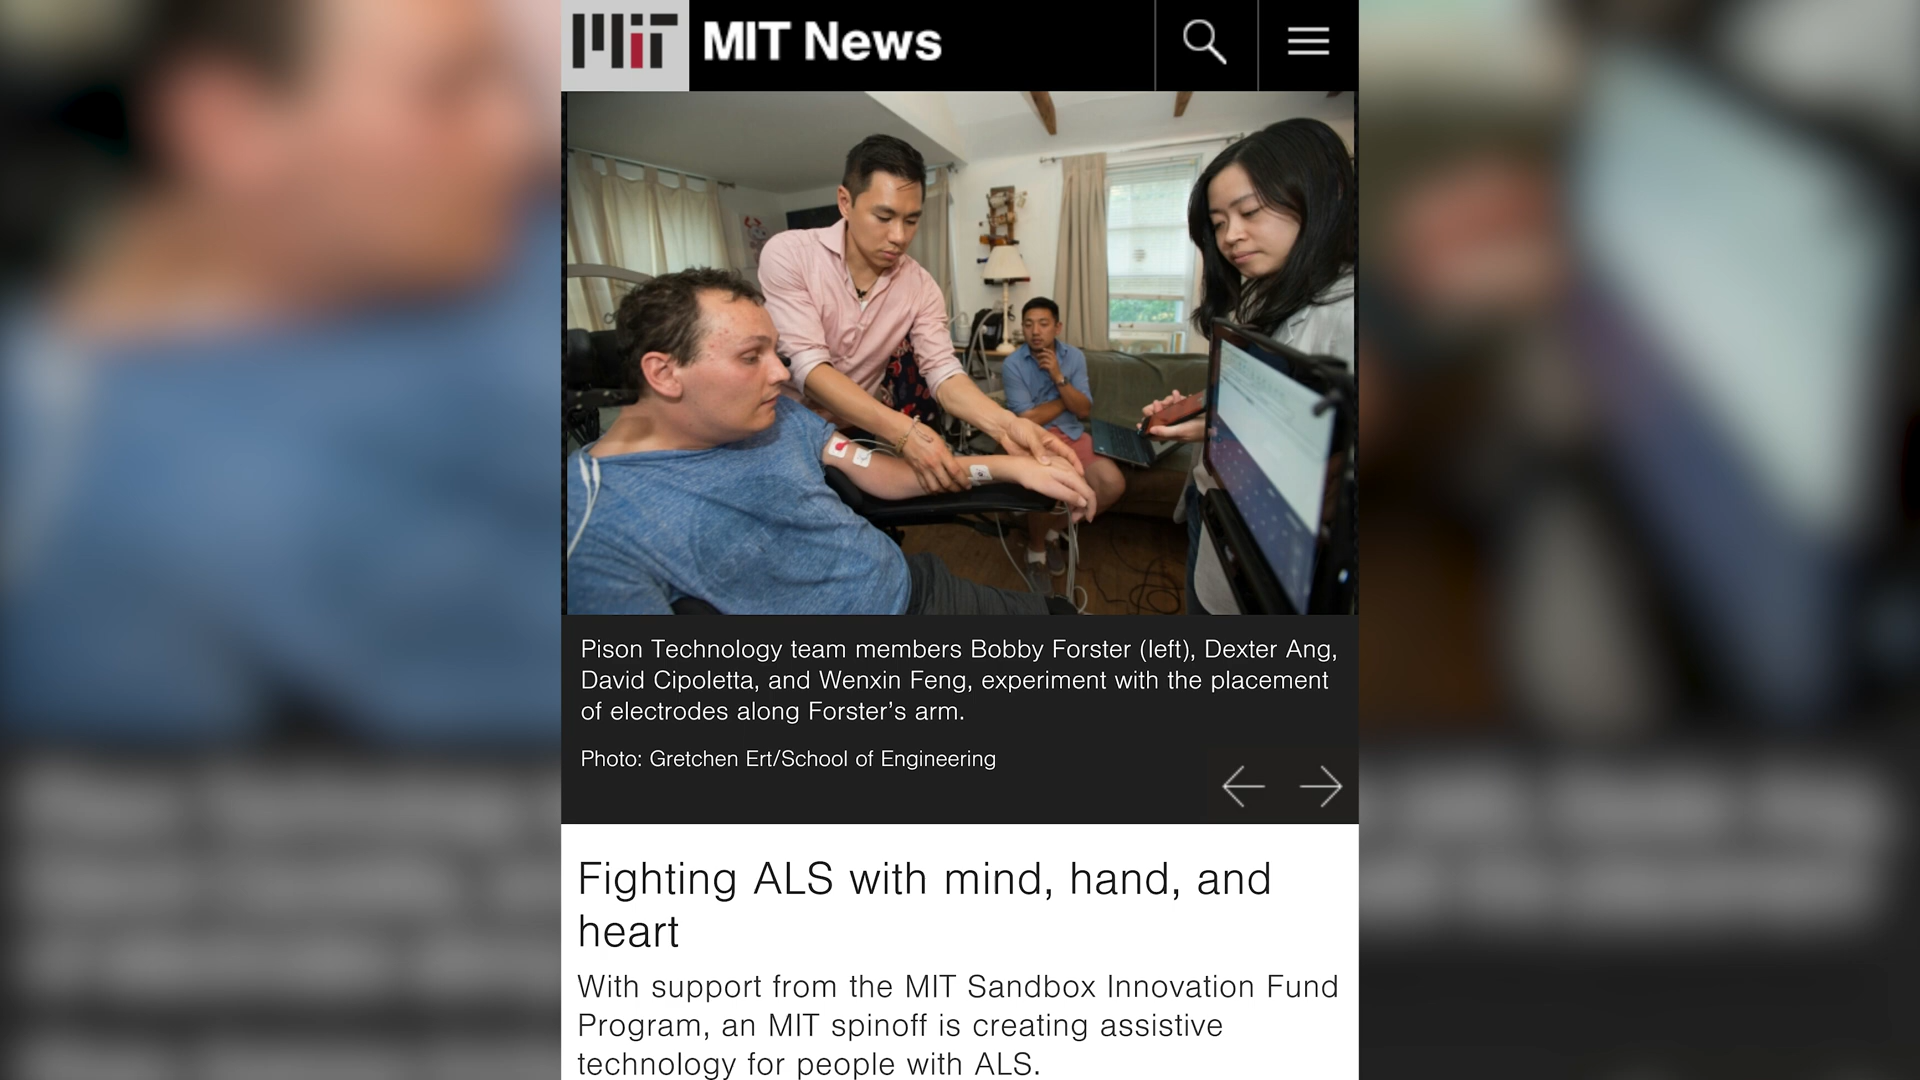 MIT
MIT News
Pison Technology team members Bobby Forster (left), Dexter Ang,
David Cipoletta, and Wenxin Feng, experiment with the placement
of electrodes along Forster’s arm.
Photo: Gretchen Ert/School of Engineering
Fighting ALS with mind, hand, and
heart
With support from the MIT Sandbox Innovation Fund
Program, an MIT spinoff is creating assistive
technology for people with ALS.